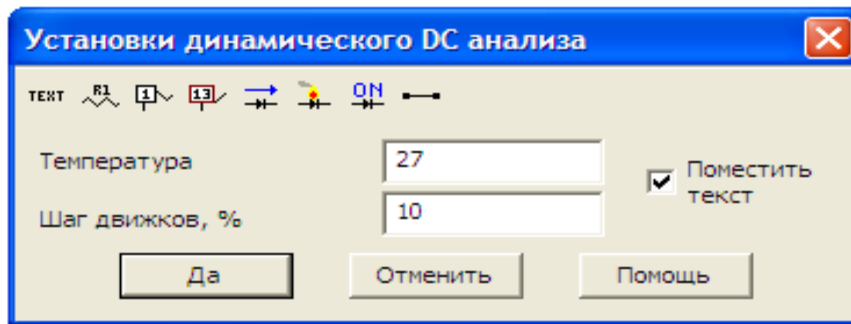 Установки динамического DC анализа
TEXT R1 1 13 ON
Температура 27
Поместить
текст
Шаг движков, % 10
Да Отменить Помощь